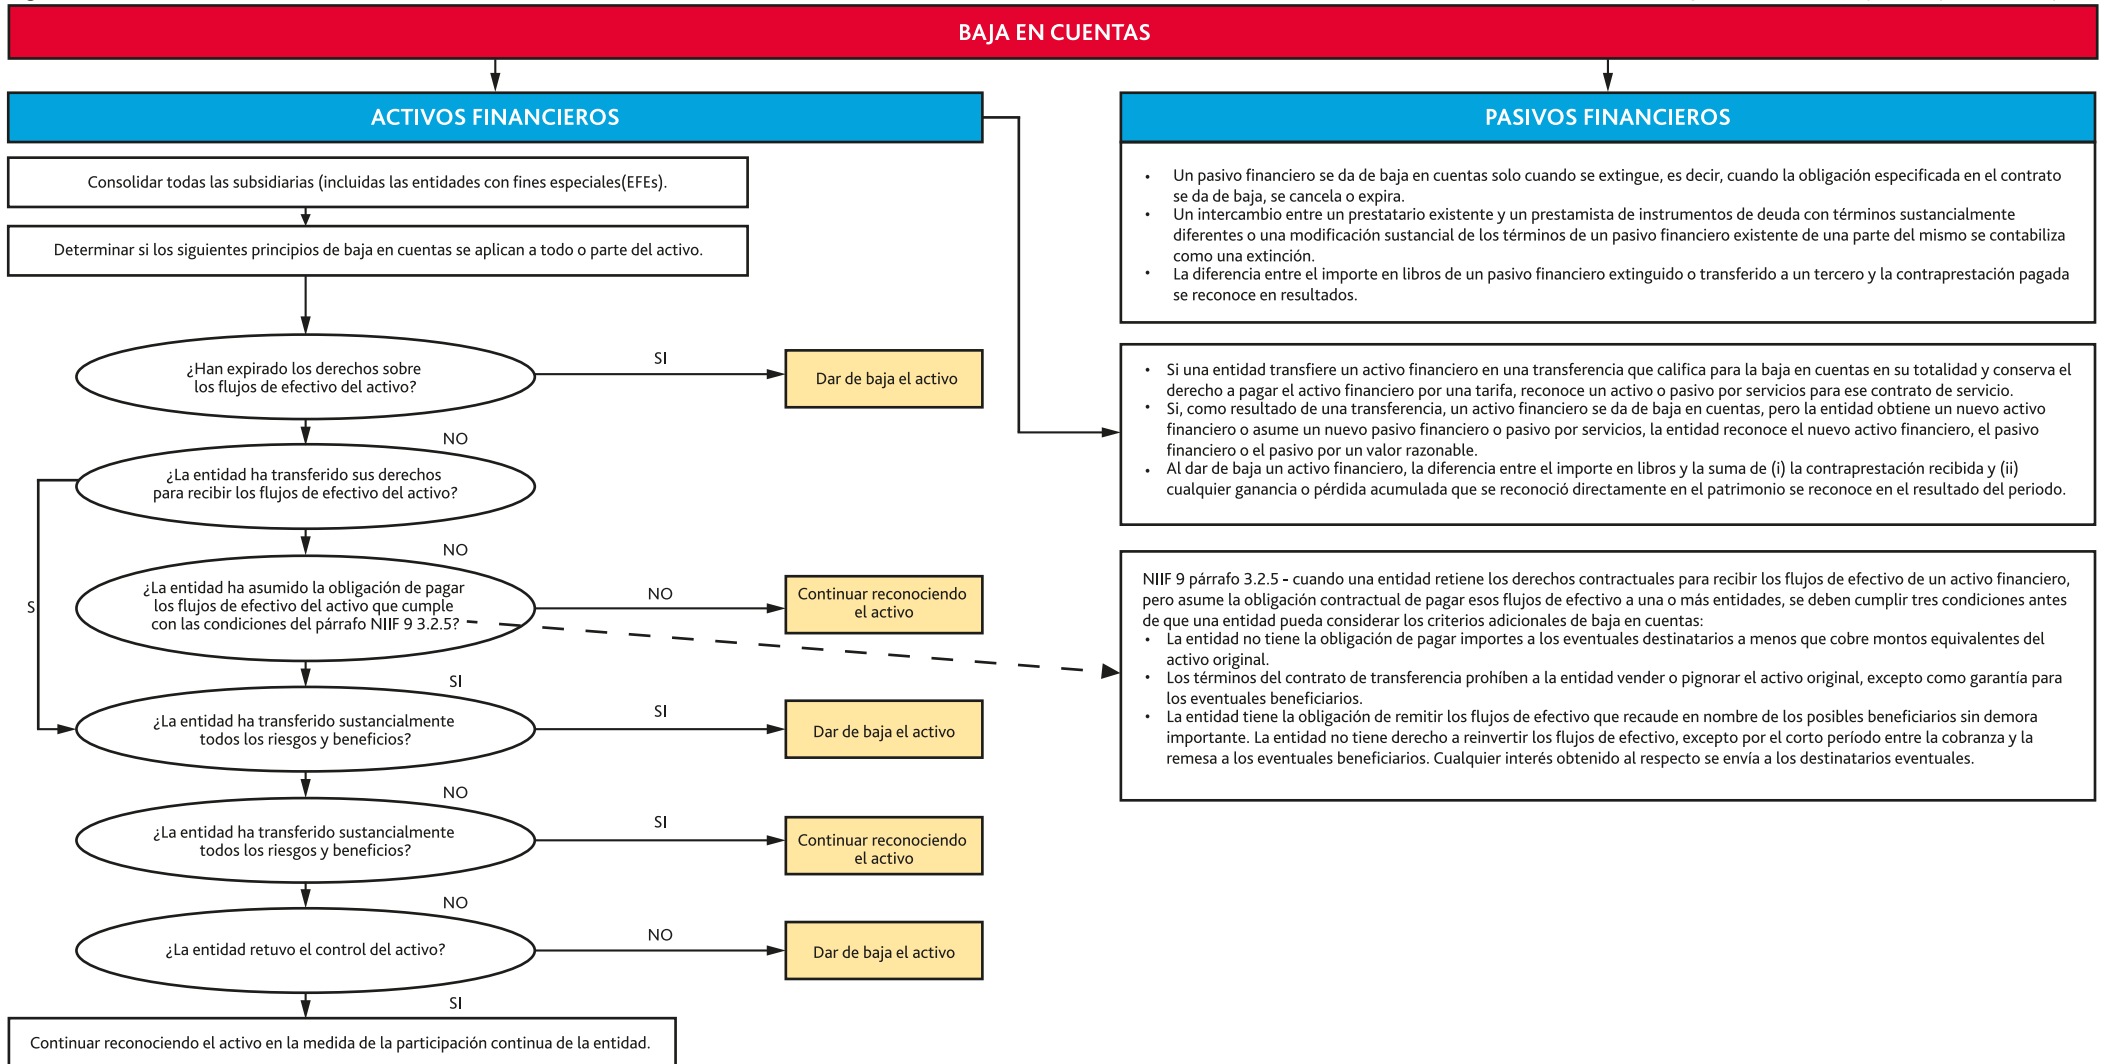 BAJA EN CUENTAS
ACTIVOS FINANCIEROS
Consolidar todas las subsidiarias (incluidas las entidades con fines especiales(EFEs).
Determinar si los siguientes principios de baja en cuentas se aplican a todo o parte del activo.
¿Han expirado los derechos sobre
los flujos de efectivo del activo?
SI
Dar de baja el activo
NO
¿La entidad ha transferido sus derechos
para recibir los flujos de efectivo del activo?
NO
¿La entidad ha asumido la obligación de pagar
los flujos de efectivo del activo que cumple
con las condiciones del párrafo NIIF 9 3.2.5?
NO
Continuar reconociendo
el activo
SI
¿La entidad ha transferido sustancialmente
todos los riesgos y beneficios?
SI
Dar de baja el activo
NO
¿La entidad ha transferido sustancialmente
todos los riesgos y beneficios?
SI
Continuar reconociendo
el activo
NO
¿La entidad retuvo el control del activo?
NO
Dar de baja el activo
SI
Continuar reconociendo el activo en la medida de la participación continua de la entidad.
PASIVOS FINANCIEROS
• Un pasivo financiero se da de baja en cuentas solo cuando se extingue, es decir, cuando la obligación especificada en el contrato
se da de baja, se cancela o expira.
• Un intercambio entre un prestatario existente y un prestamista de instrumentos de deuda con términos sustancialmente
diferentes o una modificación sustancial de los términos de un pasivo financiero existente de una parte del mismo se contabiliza
como una extinción.
• La diferencia entre el importe en libros de un pasivo financiero extinguido o transferido a un tercero y la contraprestación pagada
se reconoce en resultados.
• Si una entidad transfiere un activo financiero en una transferencia que califica para la baja en cuentas en su totalidad y conserva el
derecho a pagar el activo financiero por una tarifa, reconoce un activo o pasivo por servicios para ese contrato de servicio.
• Si, como resultado de una transferencia, un activo financiero se da de baja en cuentas, pero la entidad obtiene un nuevo activo
financiero o asume un nuevo pasivo financiero o pasivo por servicios, la entidad reconoce el nuevo activo financiero, el pasivo
financiero o el pasivo por un valor razonable.
• Al dar de baja un activo financiero, la diferencia entre el importe en libros y la suma de (i) la contraprestación recibida y (ii)
cualquier ganancia o pérdida acumulada que se reconoció directamente en el patrimonio se reconoce en el resultado del periodo.
NIIF 9 párrafo 3.2.5 - cuando una entidad retiene los derechos contractuales para recibir los flujos de efectivo de un activo financiero,
pero asume la obligación contractual de pagar esos flujos de efectivo a una o más entidades, se deben cumplir tres condiciones antes
de que una entidad pueda considerar los criterios adicionales de baja en cuentas:
• La entidad no tiene la obligación de pagar importes a los eventuales destinatarios a menos que cobre montos equivalentes del
activo original.
• Los términos del contrato de transferencia prohíben a la entidad vender o pignorar el activo original, excepto como garantía para
los eventuales beneficiarios.
• La entidad tiene la obligación de remitir los flujos de efectivo que recaude en nombre de los posibles beneficiarios sin demora
importante. La entidad no tiene derecho a reinvertir los flujos de efectivo, excepto por el corto período entre la cobranza y la
remesa a los eventuales beneficiarios. Cualquier interés obtenido al respecto se envía a los destinatarios eventuales.